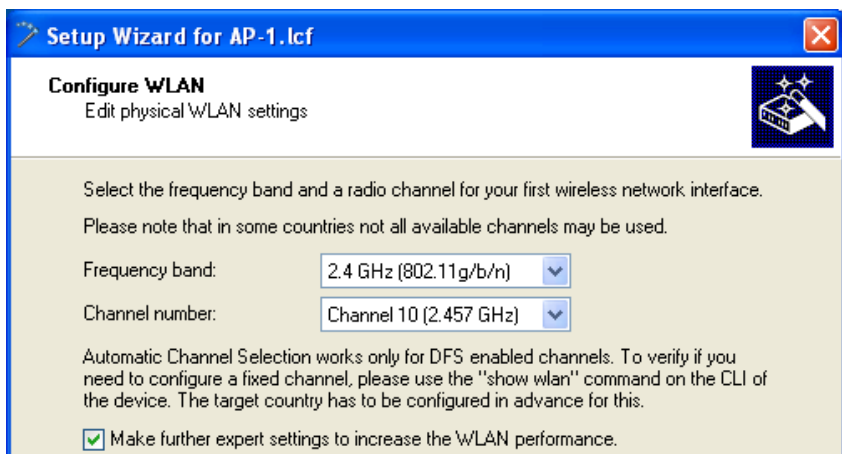 Setup Wizard for AP-1.lcf
Configure WLAN
Edit physical WLAN settings
Select the frequency band and a radio channel for your first wireless network interface.
Please note that in some countries not all available channels may be used.
Frequency band: 2.4 GHz (802.11g/b/n)
Channel number: Channel 10 (2.457 GHz)
Automatic Channel Selection works only for DFS enabled channels. To verify if you
need to configure a fixed channel, please use the "show wlan" command on the CLI of
the device. The target country has to be configured in advance for this.
Make further expert settings to increase the WLAN performance.